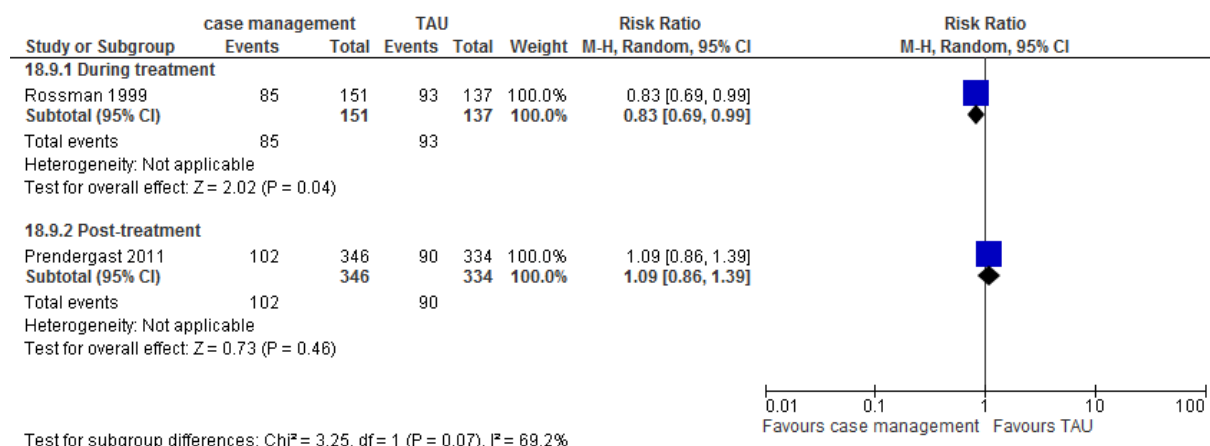 case management TAU Risk Ratio Risk Ratio
Study or Subgroup Events Total Events Total Weight M-H, Random, 95% CI M-H, Random, 95% CI
18.9.1 During treatment
Rossman 1999 85 151 93 137 100.0% 0.83 [0.69, 0.99]
Subtotal (95% CI) 151 137 100.0% 0.83 [0.69, 0.99]
Total events 85 93
Heterogeneity: Not applicable
Test for overall effect: Z = 2.02 (P = 0.04)
18.9.2 Post-treatment
Prendergast 2011 102 346 90 334 100.0% 1.09 [0.86, 1.39]
Subtotal (95% CI) 346 334 100.0% 1.09 [0.86, 1.39]
Total events 102 90
Heterogeneity: Not applicable
Test for overall effect: Z = 0.73 (P = 0.46)
0.01 0.1 1 10 100
Favours case management Favours TAU
Test for subgroup differences: Chi² = 3.25, df = 1 (P = 0.07), I² = 69.2%